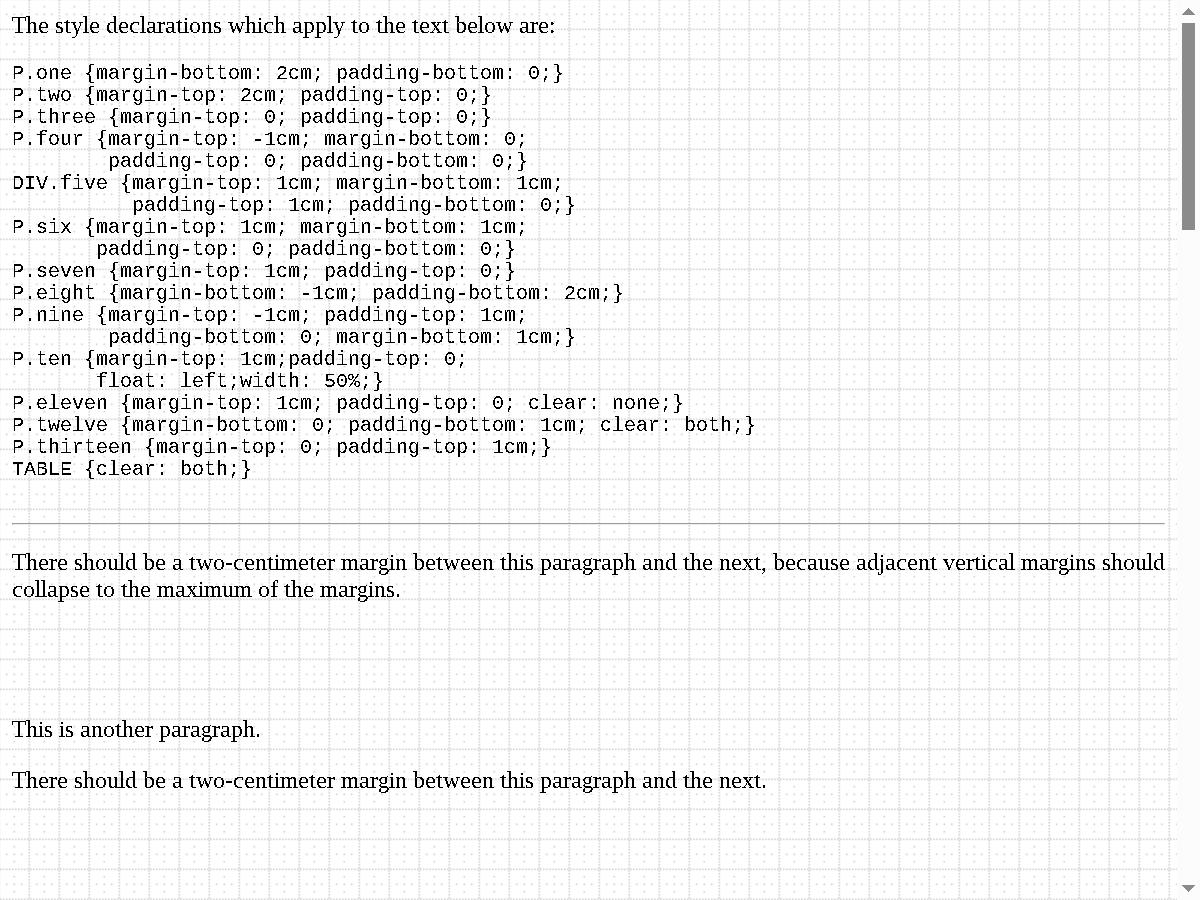 The style declarations which apply to the text below are:
P.one {margin-bottom: 2cm; padding-bottom: 0;}
P.two {margin-top: 2cm; padding-top: 0;}
P.three {margin-top: 0; padding-top: 0;}
P.four {margin-top: -1cm; margin-bottom: 0;
        padding-top: 0; padding-bottom: 0;}
DIV.five {margin-top: 1cm; margin-bottom: 1cm;
          padding-top: 1cm; padding-bottom: 0;}
P.six {margin-top: 1cm; margin-bottom: 1cm;
       padding-top: 0; padding-bottom: 0;}
P.seven {margin-top: 1cm; padding-top: 0;}
P.eight {margin-bottom: -1cm; padding-bottom: 2cm;}
P.nine {margin-top: -1cm; padding-top: 1cm;
        padding-bottom: 0; margin-bottom: 1cm;}
P.ten {margin-top: 1cm;padding-top: 0;
       float: left;width: 50%;}
P.eleven {margin-top: 1cm; padding-top: 0; clear: none;}
P.twelve {margin-bottom: 0; padding-bottom: 1cm; clear: both;}
P.thirteen {margin-top: 0; padding-top: 1cm;}
TABLE {clear: both;}
There should be a two-centimeter margin between this paragraph and the next, because adjacent vertical margins should
collapse to the maximum of the margins.
This is another paragraph.
There should be a two-centimeter margin between this paragraph and the next.